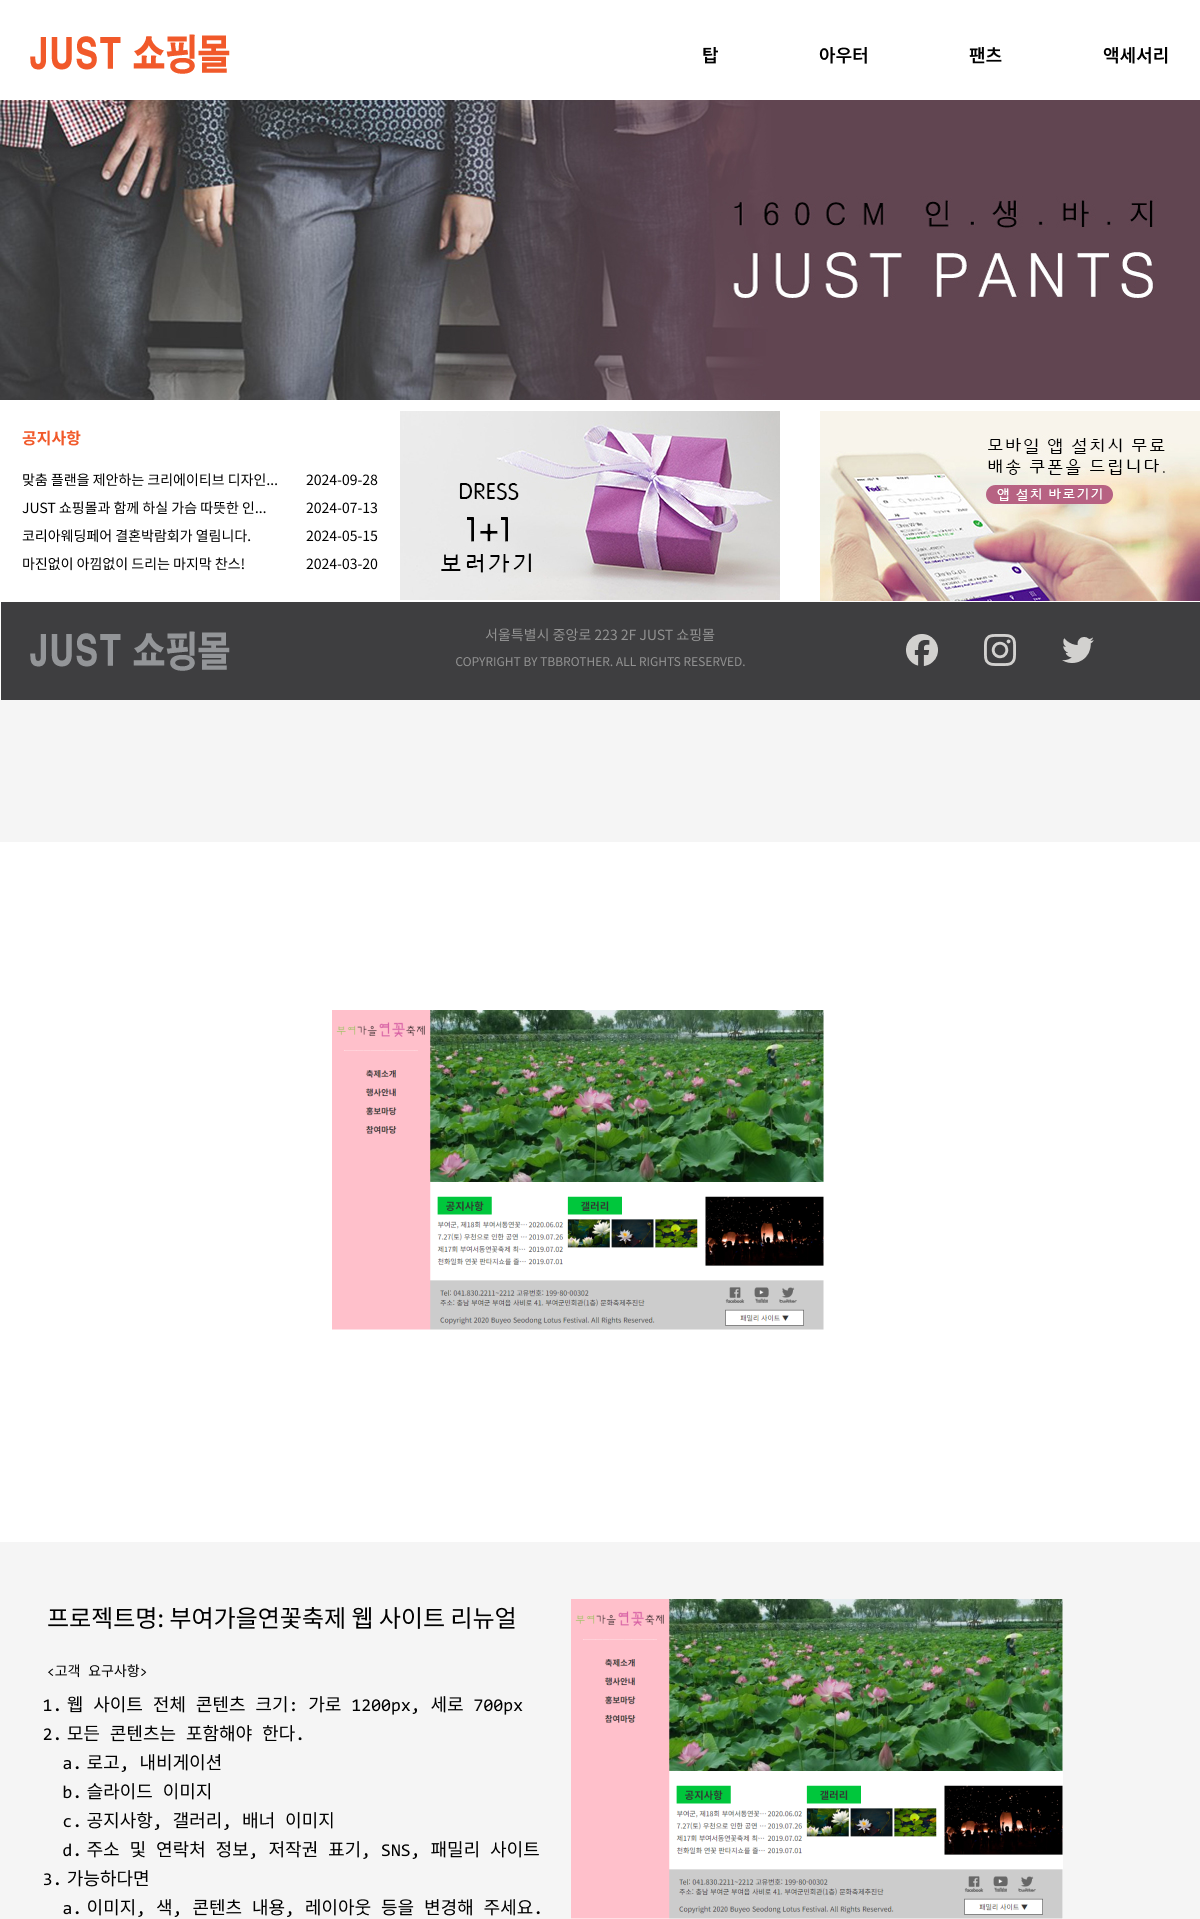 JUST 쇼핑몰
탑
아우터
팬츠
액세서리
160CM 인.생.바.지
JUST PANTS
공지사항
맞춤 플랜을 제안하는 크리에이티브 디자인... 2024-09-28
JUST 쇼핑몰과 함께 하실 가슴 따뜻한 인... 2024-07-13
코리아웨딩페어 결혼박람회가 열림니다. 2024-05-15
마진없이 아낌없이 드리는 마지막 찬스! 2024-03-20
DRESS
1+1
보러가기
모바일 앱 설치시 무료
배송 쿠폰을 드립니다.
앱 설치 바로기기
FedEx
JUST 쇼핑몰
서울특별시 중앙로 223 2F JUST 쇼핑몰
COPYRIGHT BY TBBROTHER. ALL RIGHTS RESERVED.
부여가을연꽃축제
축제소개
행사안내
홍보마당
참여마당
공지사항
부여군, 제18회 부여서동연꽃··· 2020.06.02
7.27(토) 우천으로 인한 공연 ··· 2019.07.26
제17회 부여서동연꽃축제 최··· 2019.07.02
천화일화 연꽃 판타지쇼를 즐··· 2019.07.01
갤러리
Tel: 041.830.2211~2212 고유번호: 199-80-00302
주소: 충남 부여군 부여읍 사비로 41. 부여군민회관(1층) 문화축제추진단
Copyright 2020 Buyeo Seodong Lotus Festival. All Rights Reserved.
패밀리 사이트 ▼
프로젝트명: 부여가을연꽃축제 웹 사이트 리뉴얼
<고객 요구사항>
1. 웹 사이트 전체 콘텐츠 크기: 가로 1200px, 세로 700px
2. 모든 콘텐츠는 포함해야 한다.
a. 로고, 내비게이션
b. 슬라이드 이미지
c. 공지사항, 갤러리, 배너 이미지
d. 주소 및 연락처 정보, 저작권 표기, SNS, 패밀리 사이트
3. 가능하다면
a. 이미지, 색, 콘텐츠 내용, 레이아웃 등을 변경해 주세요.
부여가을연꽃축제
축제소개
행사안내
홍보마당
참여마당
공지사항
부여군, 제18회 부여서동연꽃··· 2020.06.02
7.27(토) 우천으로 인한 공연 ··· 2019.07.26
제17회 부여서동연꽃축제 최··· 2019.07.02
천화일화 연꽃 판타지쇼를 즐··· 2019.07.01
갤러리
Tel: 041.830.2211~2212 고유번호: 199-80-00302
주소: 충남 부여군 부여읍 사비로 41. 부여군민회관(1층) 문화축제추진단
Copyright 2020 Buyeo Seodong Lotus Festival. All Rights Reserved.
패밀리 사이트 ▼